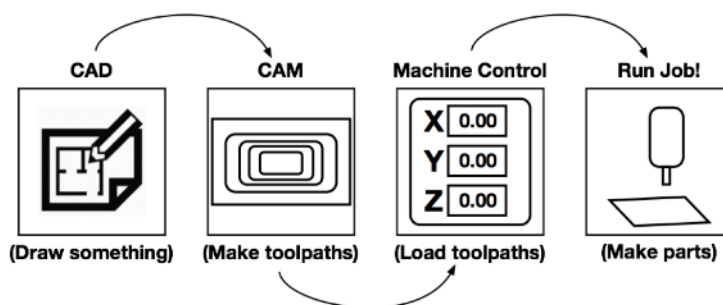 CAD
CAM
Machine Control
Run Job!
X 0.00
Y 0.00
Z 0.00
(Draw something)
(Make toolpaths)
(Load toolpaths)
(Make parts)